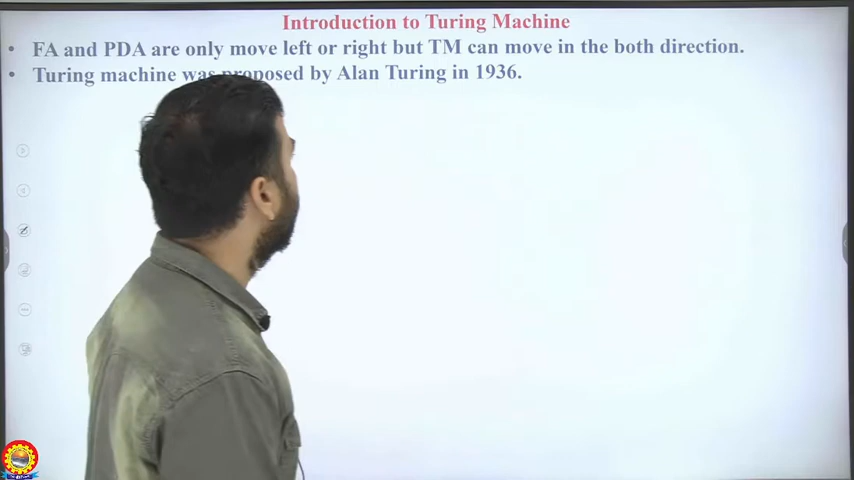 Introduction to Turing Machine
• FA and PDA are only move left or right but TM can move in the both direction.
• Turing machine was proposed by Alan Turing in 1936.